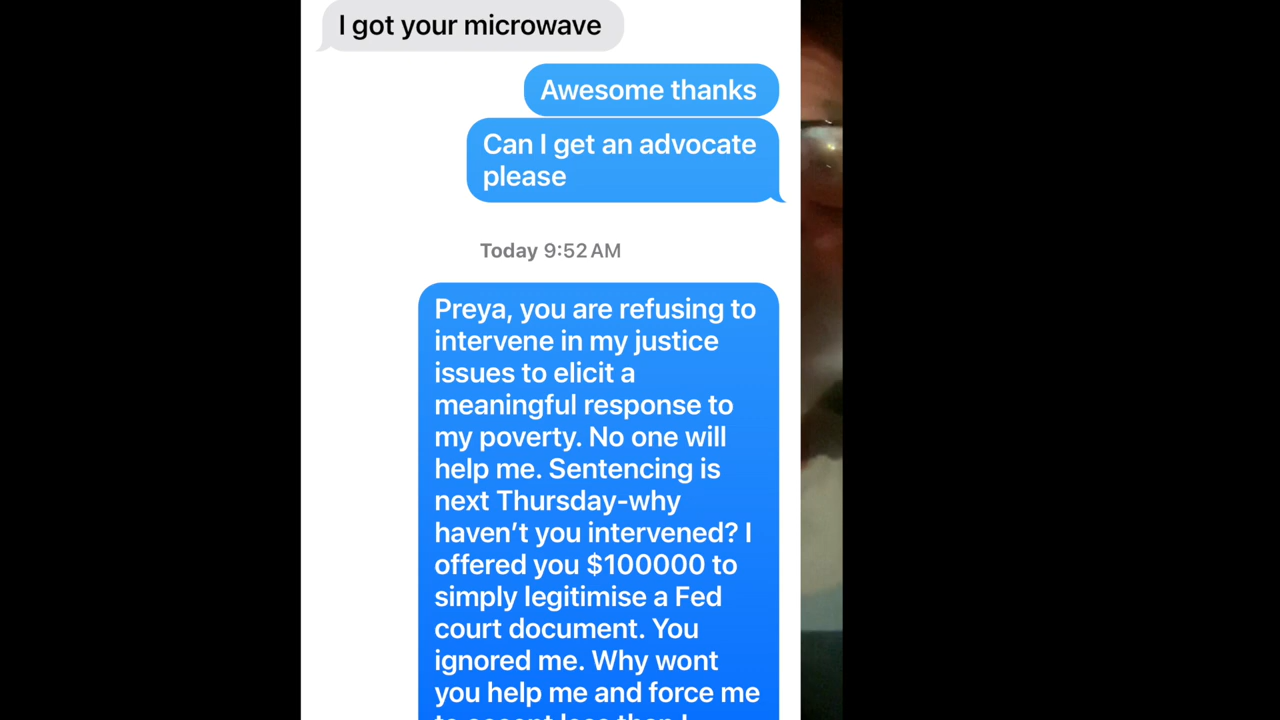 I got your microwave
Awesome thanks
Can I get an advocate
please
Today 9:52 AM
Preya, you are refusing to
intervene in my justice
issues to elicit a
meaningful response to
my poverty. No one will
help me. Sentencing is
next Thursday-why
haven't you intervened? I
offered you $100000 to
simply legitimise a Fed
court document. You
ignored me. Why wont
you help me and force me